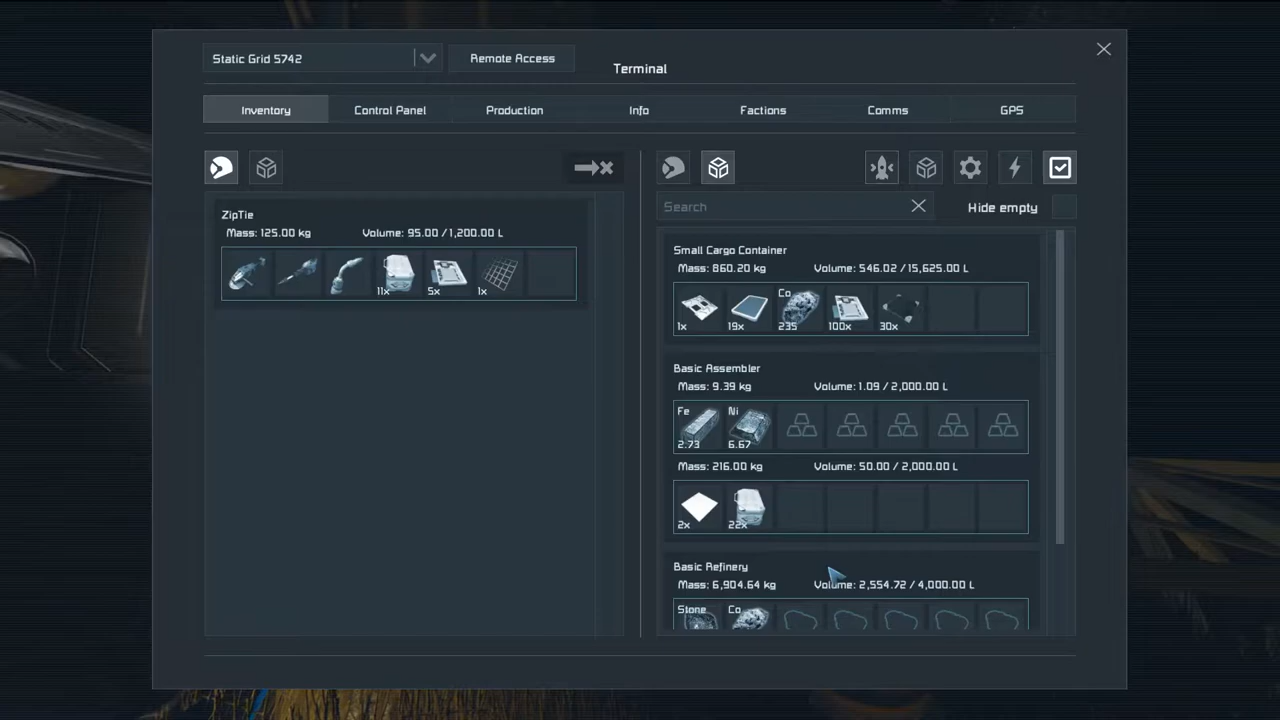 Static Grid 5742
Remote Access
Terminal
Inventory
Control Panel
Production
Info
Factions
Comms
GPS
Search
Hide empty
ZipTie
Mass: 125.00 kg
Volume: 95.00 / 1,200.00 L
11x
5x
1x
Small Cargo Container
Mass: 860.20 kg
Volume: 546.02 / 15,625.00 L
Co
1x
19x
235
100x
30x
Basic Assembler
Mass: 9.39 kg
Volume: 1.09 / 2,000.00 L
Fe
Ni
2.73
6.67
Mass: 216.00 kg
Volume: 50.00 / 2,000.00 L
2x
22x
Basic Refinery
Mass: 6,904.64 kg
Volume: 2,554.72 / 4,000.00 L
Stone
Co